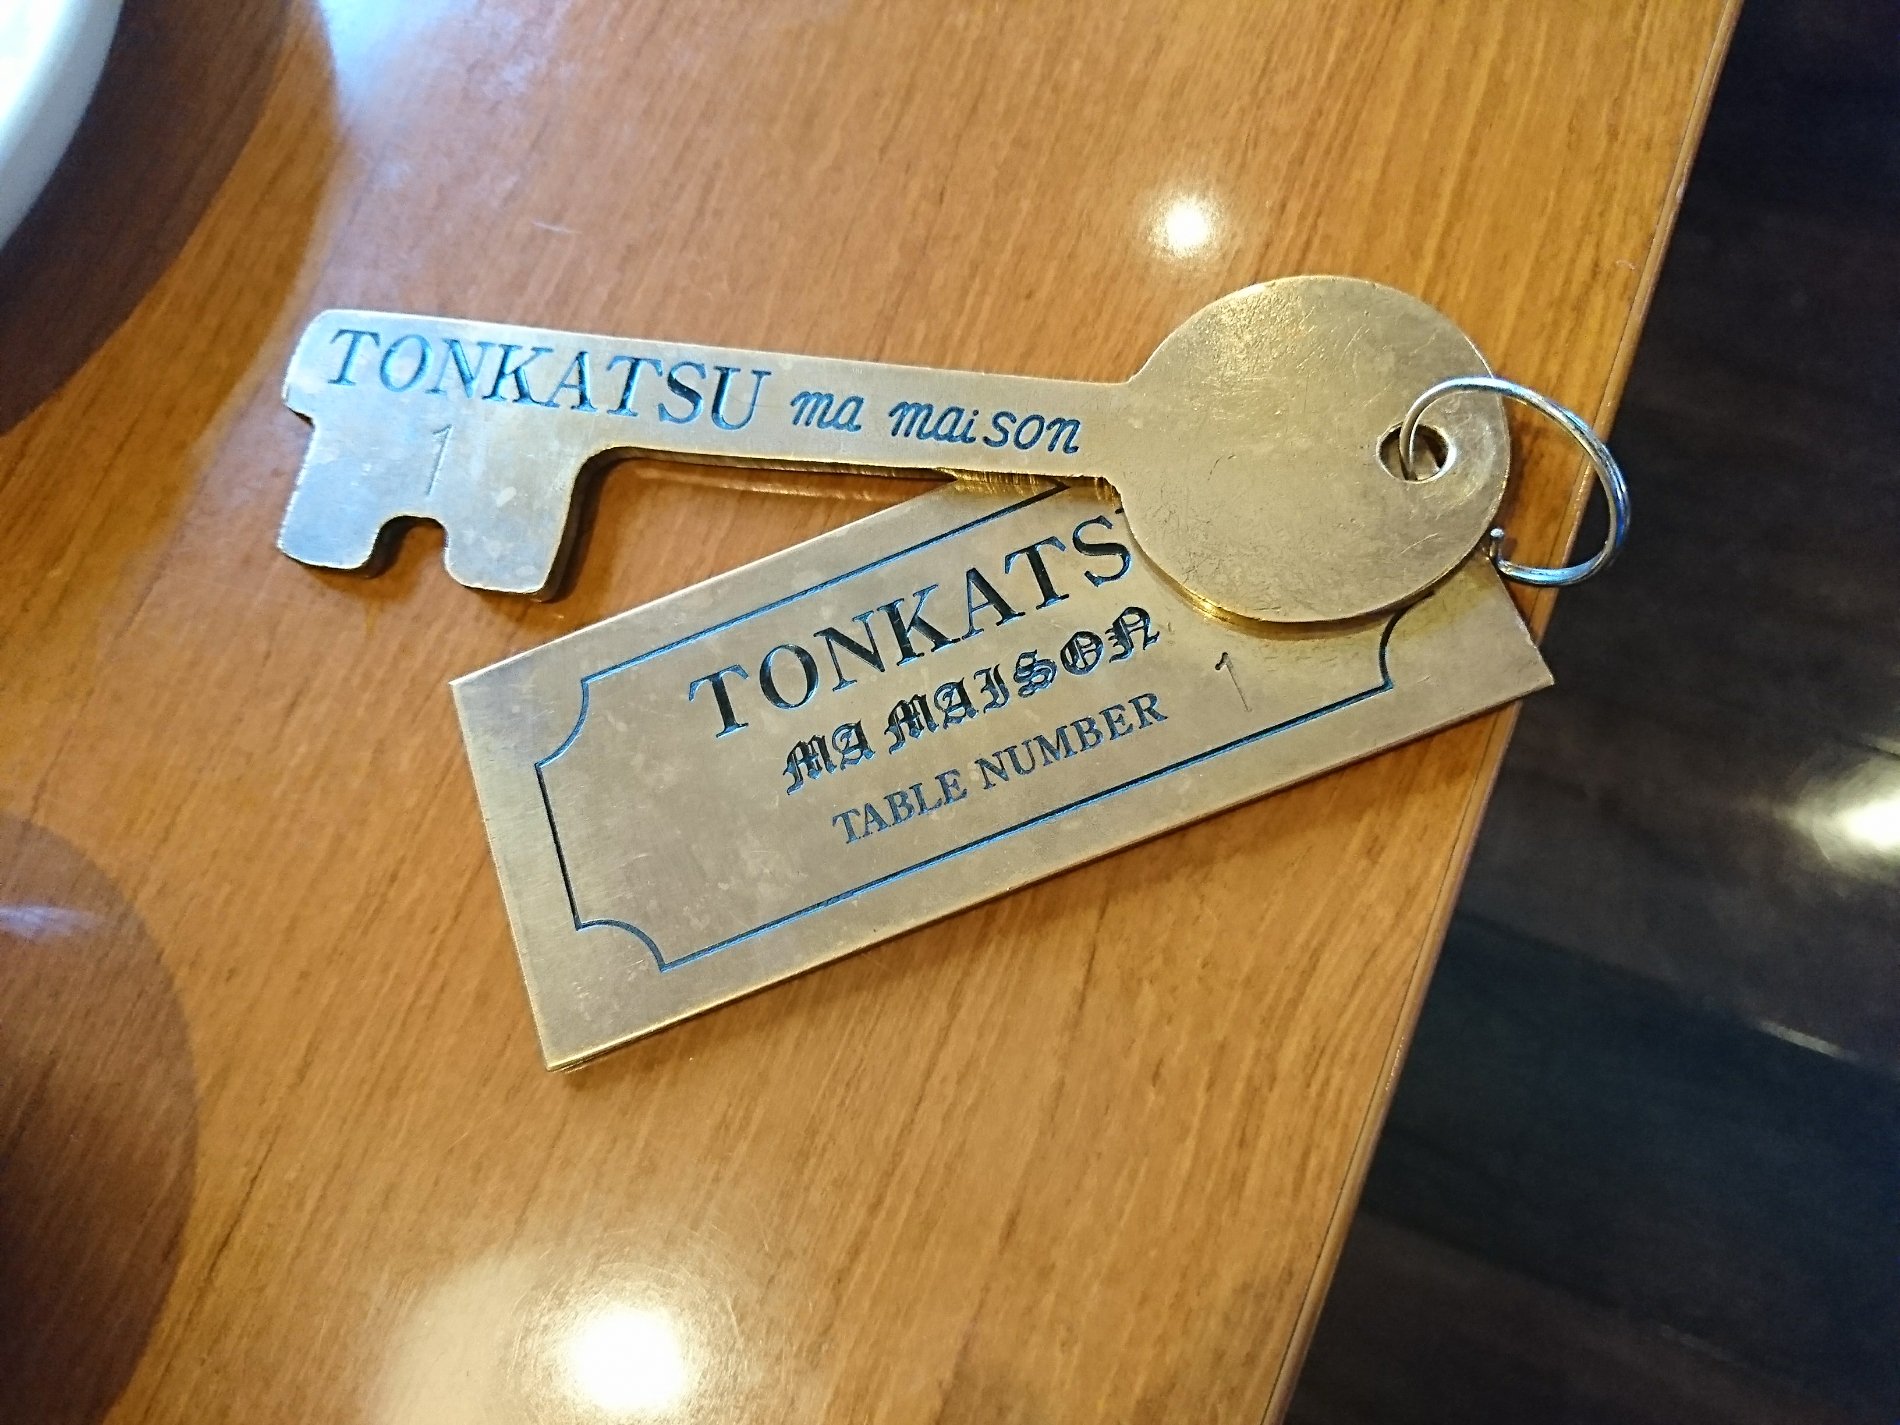 TONKATSU ma maison
1
TONKATS
MA MAISON
TABLE NUMBER 1